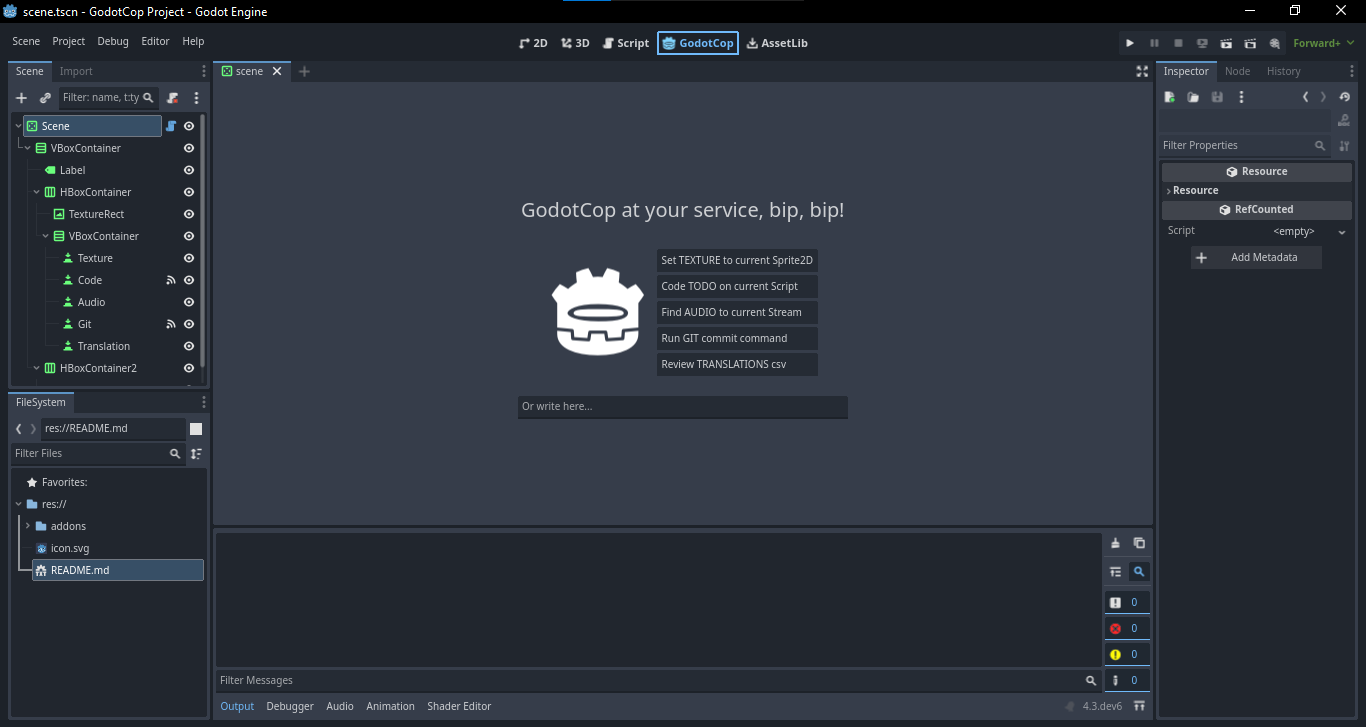 scene.tscn - GodotCop Project - Godot Engine
Scene Project Debug Editor Help
2D 3D Script GodotCop AssetLib
Forward+
Scene Import
Filter: name, t:ty
Scene
VBoxContainer
Label
HBoxContainer
TextureRect
VBoxContainer
Texture
Code
Audio
Git
Translation
HBoxContainer2
FileSystem
res://README.md
Filter Files
Favorites:
res://
addons
icon.svg
README.md
scene
GodotCop at your service, bip, bip!
Set TEXTURE to current Sprite2D
Code TODO on current Script
Find AUDIO to current Stream
Run GIT commit command
Review TRANSLATIONS csv
Or write here...
0
0
0
0
Filter Messages
Output Debugger Audio Animation Shader Editor
4.3.dev6
Inspector Node History
Filter Properties
Resource
Resource
RefCounted
Script <empty>
Add Metadata